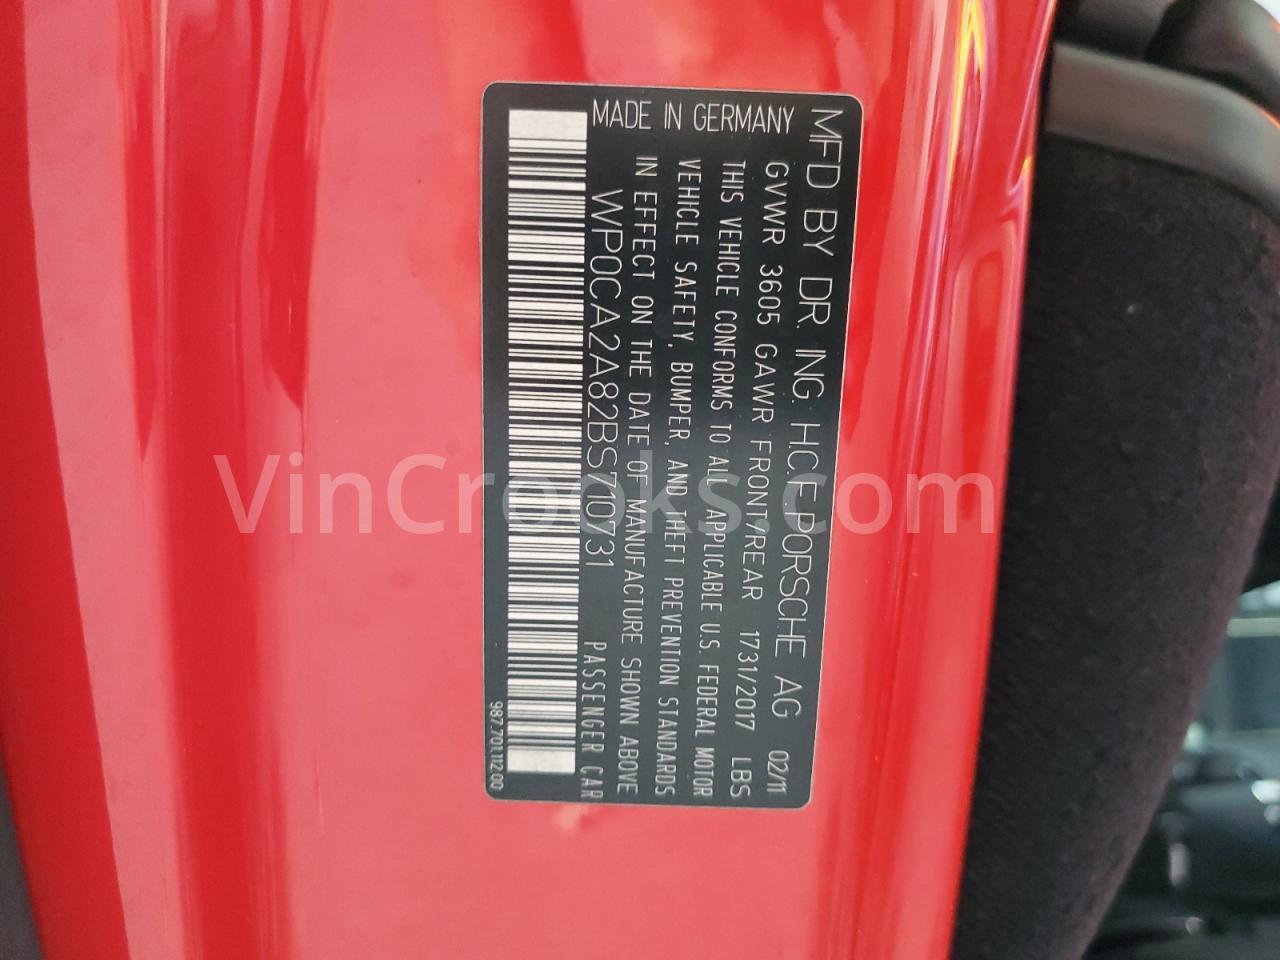 MFD BY DR. ING. H.C.F. PORSCHE AG 02/11
GVWR 3605 GAWR FRONT/REAR 1731/2017 LBS
THIS VEHICLE CONFORMS TO ALL APPLICABLE U.S. FEDERAL MOTOR
VEHICLE SAFETY, BUMPER, AND THEFT PREVENTION STANDARDS
IN EFFECT ON THE DATE OF MANUFACTURE SHOWN ABOVE
WP0CA2A82BS710731 PASSENGER CAR
MADE IN GERMANY
987.701.112.00
VinCrooks.com